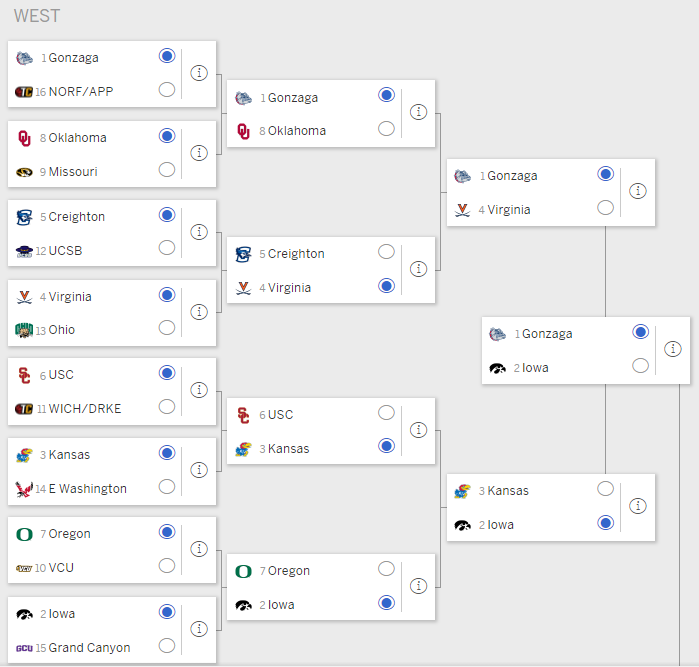 WEST
1 Gonzaga
16 NORF/APP
8 Oklahoma
9 Missouri
5 Creighton
12 UCSB
4 Virginia
13 Ohio
6 USC
11 WICH/DRKE
3 Kansas
14 E Washington
7 Oregon
10 VCU
2 Iowa
15 Grand Canyon
1 Gonzaga
8 Oklahoma
5 Creighton
4 Virginia
6 USC
3 Kansas
7 Oregon
2 Iowa
1 Gonzaga
4 Virginia
3 Kansas
2 Iowa
1 Gonzaga
2 Iowa